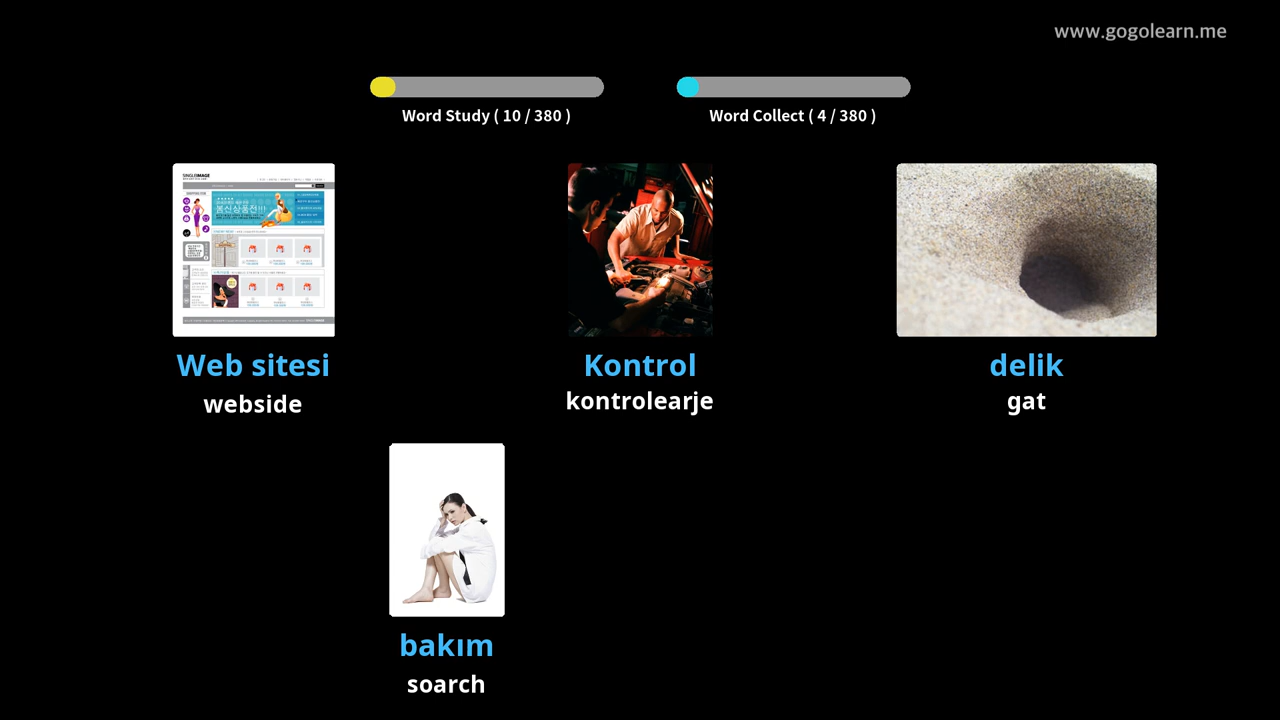 www.gogolearn.me
Word Study ( 10 / 380 )
Word Collect ( 4 / 380 )
Web sitesi
webside
Kontrol
kontrolearje
delik
gat
bakım
soarch